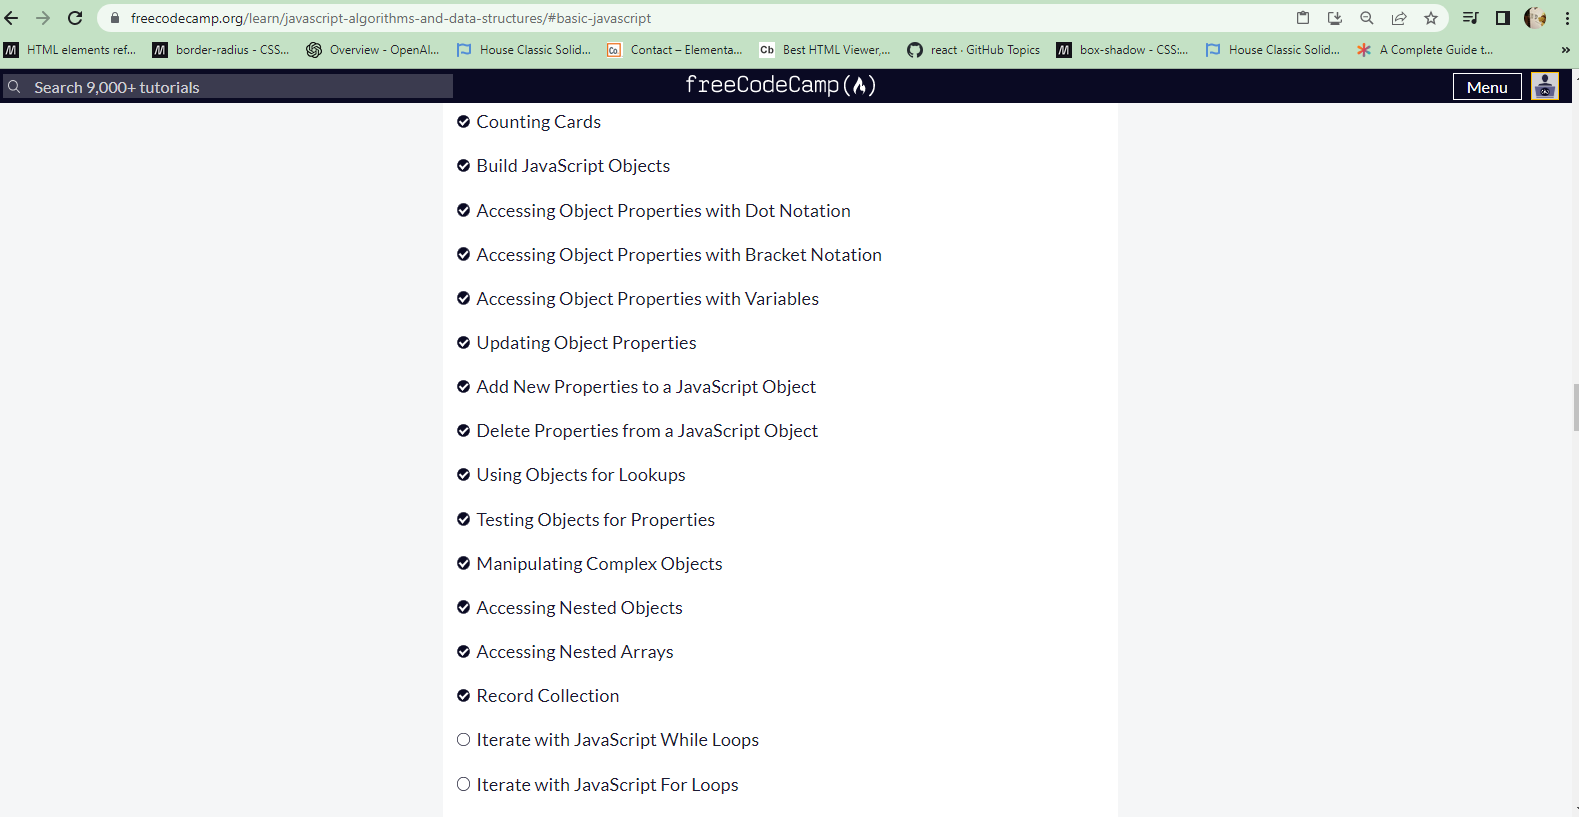 freecodecamp.org/learn/javascript-algorithms-and-data-structures/#basic-javascript
HTML elements ref... border-radius - CSS... Overview - OpenAI... House Classic Solid... Co Contact – Elementa... Cb Best HTML Viewer,... react · GitHub Topics box-shadow - CSS:... House Classic Solid... A Complete Guide t... »
Search 9,000+ tutorials freeCodeCamp Menu
Counting Cards
Build JavaScript Objects
Accessing Object Properties with Dot Notation
Accessing Object Properties with Bracket Notation
Accessing Object Properties with Variables
Updating Object Properties
Add New Properties to a JavaScript Object
Delete Properties from a JavaScript Object
Using Objects for Lookups
Testing Objects for Properties
Manipulating Complex Objects
Accessing Nested Objects
Accessing Nested Arrays
Record Collection
Iterate with JavaScript While Loops
Iterate with JavaScript For Loops